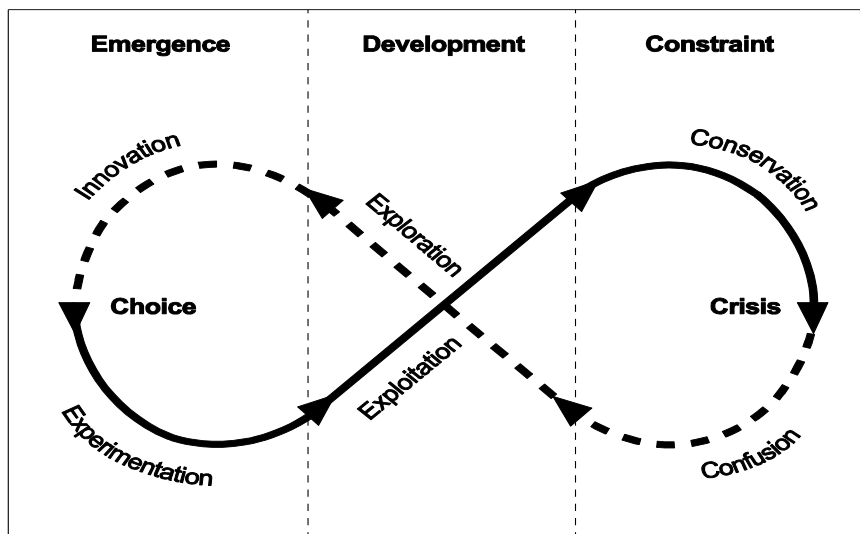 Emergence
Development
Constraint
Innovation
Exploration
Conservation
Choice
Crisis
Experimentation
Exploitation
Confusion